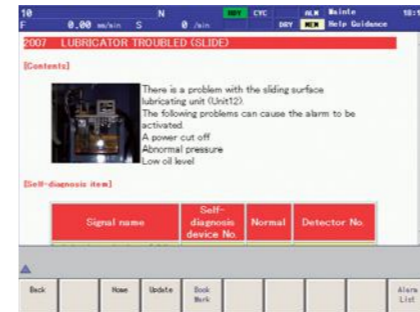 10 N RDY CYC ALM Mainte
F 0.00 mm/min S 0 /min DRY MEM Help Guidance
2007 LUBRICATOR TROUBLED (SLIDE)
[Contents]
There is a problem with the sliding surface
lubricating unit (Unit12).
The following problems can cause the alarm to be
activated.
A power cut off
Abnormal pressure
Low oil level
[Self-diagnosis item]
Signal name Self-diagnosis device No. Normal Detector No.
Back Home Update Book Mark Alarm List